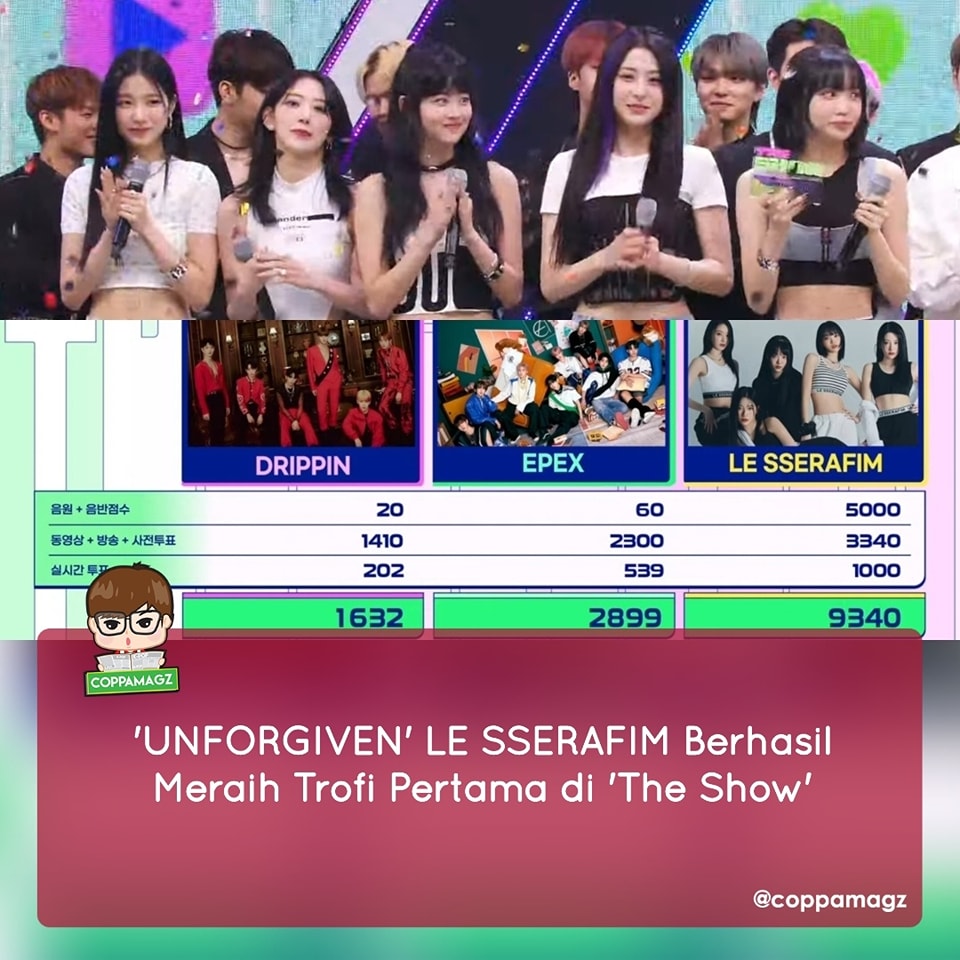 DRIPPIN
EPEX
LE SSERAFIM
음원 + 음반점수 20 60 5000
동영상 + 방송 + 사전투표 1410 2300 3340
실시간 투표 202 539 1000
1632 2899 9340
COPPAMAGZ
'UNFORGIVEN' LE SSERAFIM Berhasil
Meraih Trofi Pertama di 'The Show'
@coppamagz